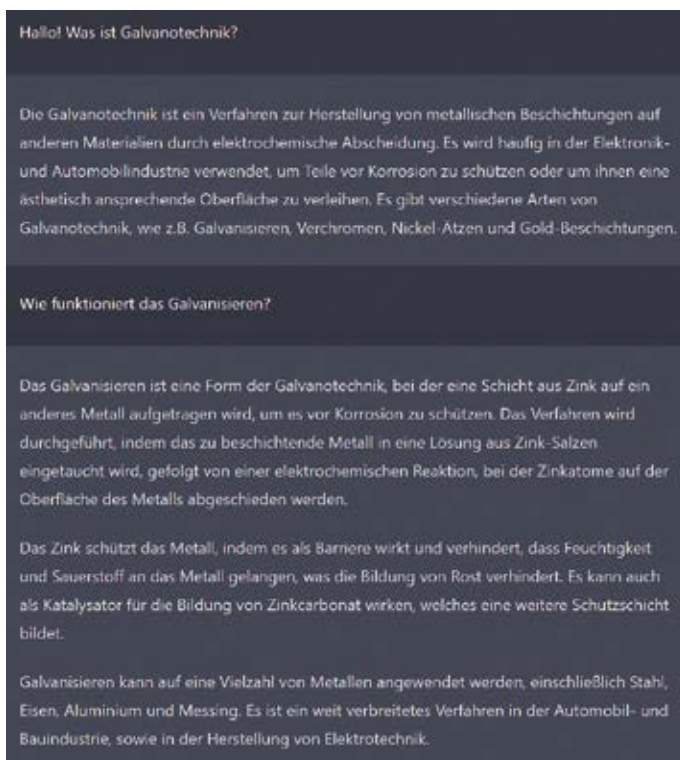 Hallo! Was ist Galvanotechnik?
Die Galvanotechnik ist ein Verfahren zur Herstellung von metallischen Beschichtungen auf
anderen Materialien durch elektrochemische Abscheidung. Es wird häufig in der Elektronik-
und Automobilindustrie verwendet, um Teile vor Korrosion zu schützen oder um ihnen eine
ästhetisch ansprechende Oberfläche zu verleihen. Es gibt verschiedene Arten von
Galvanotechnik, wie z.B. Galvanisieren, Verchromen, Nickel-Ätzen und Gold-Beschichtungen.
Wie funktioniert das Galvanisieren?
Das Galvanisieren ist eine Form der Galvanotechnik, bei der eine Schicht aus Zink auf ein
anderes Metall aufgetragen wird, um es vor Korrosion zu schützen. Das Verfahren wird
durchgeführt, indem das zu beschichtende Metall in eine Lösung aus Zink-Salzen
eingetaucht wird, gefolgt von einer elektrochemischen Reaktion, bei der Zinkatome auf der
Oberfläche des Metalls abgeschieden werden.
Das Zink schützt das Metall, indem es als Barriere wirkt und verhindert, dass Feuchtigkeit
und Sauerstoff an das Metall gelangen, was die Bildung von Rost verhindert. Es kann auch
als Katalysator für die Bildung von Zinkcarbonat wirken, welches eine weitere Schutzschicht
bildet.
Galvanisieren kann auf eine Vielzahl von Metallen angewendet werden, einschließlich Stahl,
Eisen, Aluminium und Messing. Es ist ein weit verbreitetes Verfahren in der Automobil- und
Bauindustrie, sowie in der Herstellung von Elektrotechnik.